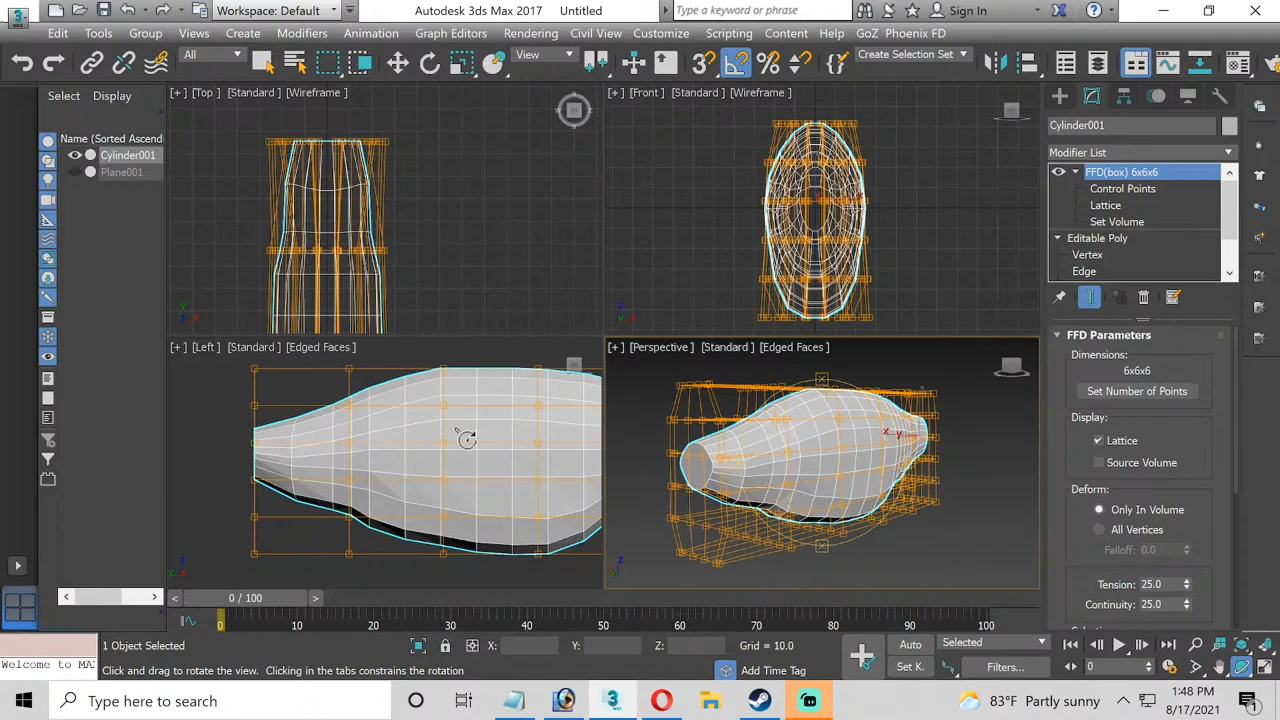 Workspace: Default
Autodesk 3ds Max 2017
Untitled
Type a keyword or phrase
Sign In
Edit
Tools
Group
Views
Create
Modifiers
Animation
Graph Editors
Rendering
Civil View
Customize
Scripting
Content
Help
GoZ
Phoenix FD
All
View
Create Selection Set
Select
Display
[+] [Top] [Standard] [Wireframe]
[+] [Front] [Standard] [Wireframe]
Name (Sorted Ascend
Cylinder001
Plane001
Cylinder001
Modifier List
FFD(box) 6x6x6
Control Points
Lattice
Set Volume
Editable Poly
Vertex
Edge
[+] [Left] [Standard] [Edged Faces]
[+] [Perspective] [Standard] [Edged Faces]
FFD Parameters
Dimensions:
6x6x6
Set Number of Points
Display:
Lattice
Source Volume
Deform:
Only In Volume
All Vertices
Falloff: 0.0
Tension: 25.0
Continuity: 25.0
0 / 100
0 10 20 30 40 50 60 70 80 90 100
1 Object Selected
X:
Y:
Z:
Grid = 10.0
Auto
Selected
Welcome to MAX
Click and drag to rotate the view. Clicking in the tabs constrains the rotation
Add Time Tag
Set K.
Filters...
0
Type here to search
83°F Partly sunny
1:48 PM
8/17/2021